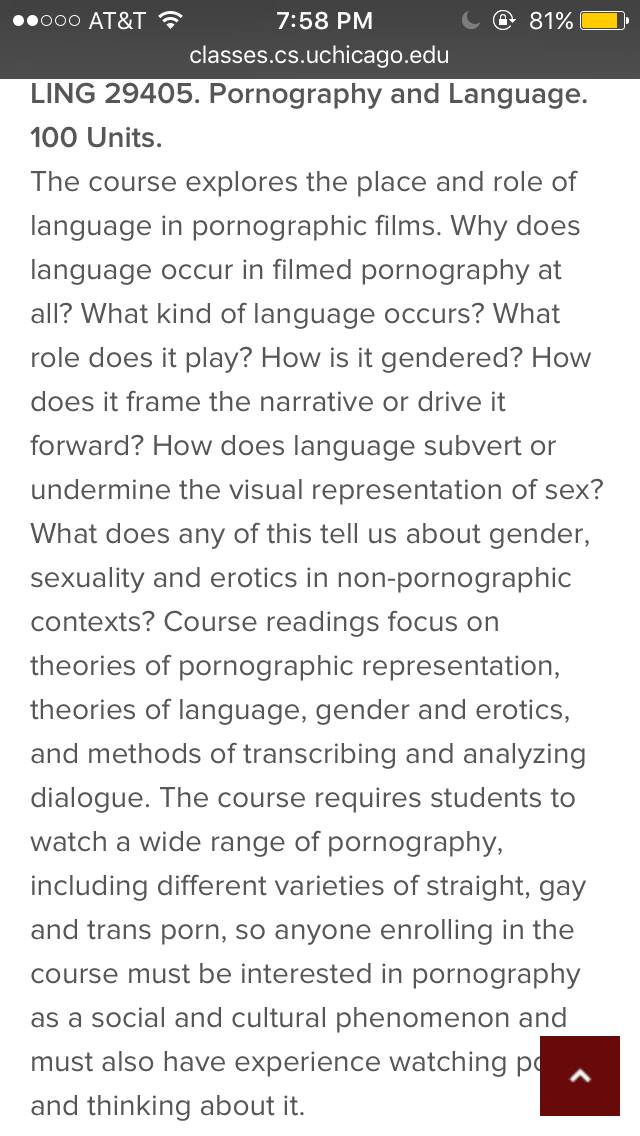 AT&T 7:58 PM 81%
classes.cs.uchicago.edu
LING 29405. Pornography and Language.
100 Units.
The course explores the place and role of
language in pornographic films. Why does
language occur in filmed pornography at
all? What kind of language occurs? What
role does it play? How is it gendered? How
does it frame the narrative or drive it
forward? How does language subvert or
undermine the visual representation of sex?
What does any of this tell us about gender,
sexuality and erotics in non-pornographic
contexts? Course readings focus on
theories of pornographic representation,
theories of language, gender and erotics,
and methods of transcribing and analyzing
dialogue. The course requires students to
watch a wide range of pornography,
including different varieties of straight, gay
and trans porn, so anyone enrolling in the
course must be interested in pornography
as a social and cultural phenomenon and
must also have experience watching
and thinking about it.